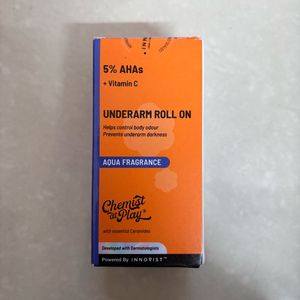 5% AHAs
+ Vitamin C
UNDERARM ROLL ON
Helps control body odour
Prevents underarm darkness
AQUA FRAGRANCE
Chemist
at Play®
with essential Ceramides
Developed with Dermatologists
Powered By INNOVIST™